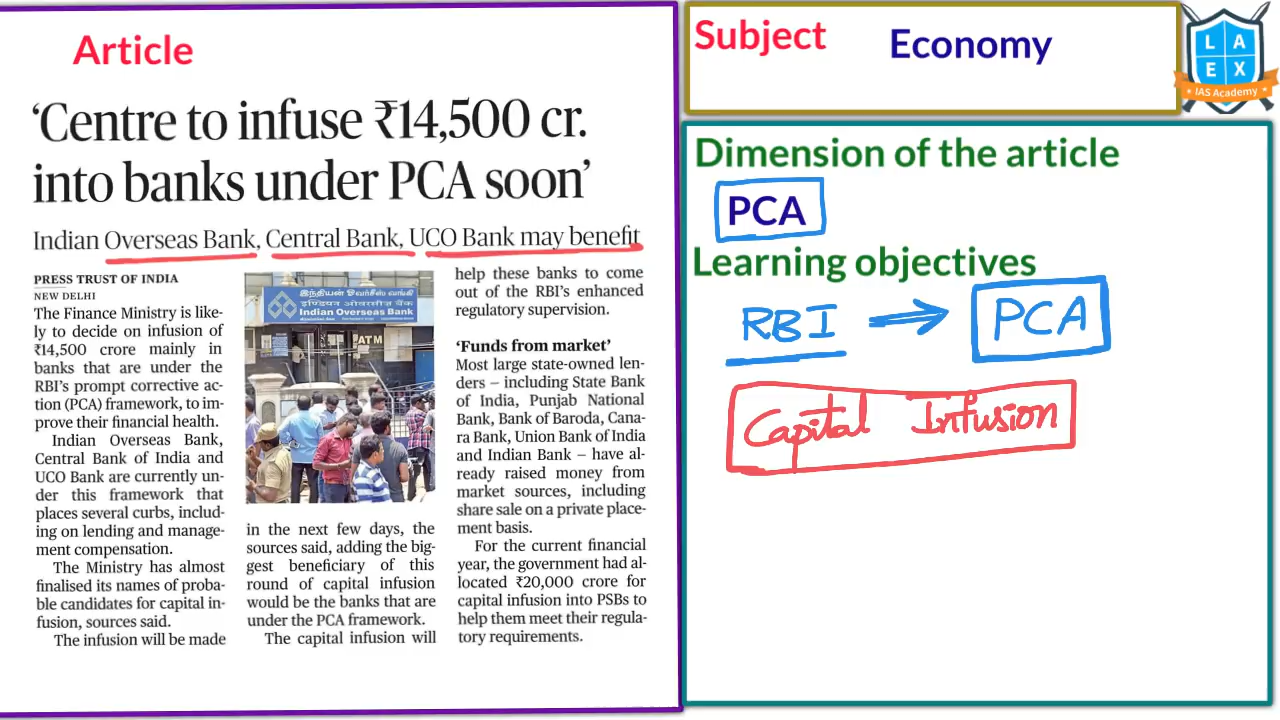 Article
‘Centre to infuse ₹14,500 cr.
into banks under PCA soon’
Indian Overseas Bank, Central Bank, UCO Bank may benefit
PRESS TRUST OF INDIA
NEW DELHI
The Finance Ministry is like-
ly to decide on infusion of
₹14,500 crore mainly in
banks that are under the
RBI’s prompt corrective ac-
tion (PCA) framework, to im-
prove their financial health.
Indian Overseas Bank,
Central Bank of India and
UCO Bank are currently un-
der this framework that
places several curbs, includ-
ing on lending and manage-
ment compensation.
The Ministry has almost
finalised its names of proba-
ble candidates for capital in-
fusion, sources said.
The infusion will be made
இந்தியன் ஓவர்சீஸ் வங்கி
इण्डियन ओवरसीज़ बैंक
Indian Overseas Bank
ATM
in the next few days, the
sources said, adding the big-
gest beneficiary of this
round of capital infusion
would be the banks that are
under the PCA framework.
The capital infusion will
help these banks to come
out of the RBI’s enhanced
regulatory supervision.
‘Funds from market’
Most large state-owned len-
ders – including State Bank
of India, Punjab National
Bank, Bank of Baroda, Cana-
ra Bank, Union Bank of India
and Indian Bank – have al-
ready raised money from
market sources, including
share sale on a private place-
ment basis.
For the current financial
year, the government had al-
located ₹20,000 crore for
capital infusion into PSBs to
help them meet their regula-
tory requirements.
Subject
Economy
LAEX
IAS Academy
Dimension of the article
PCA
Learning objectives
RBI → PCA
Capital Infusion